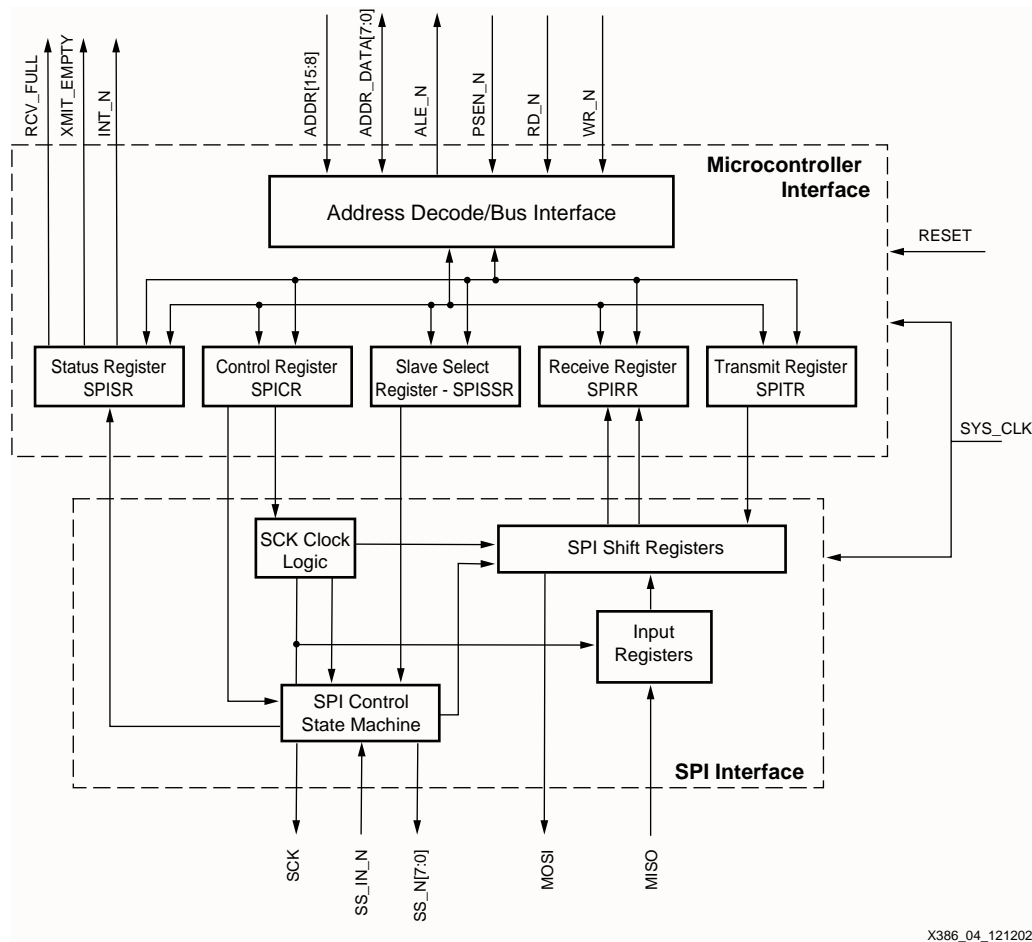 RCV_FULL
XMIT_EMPTY
INT_N
ADDR[15:8]
ADDR_DATA[7:0]
ALE_N
PSEN_N
RD_N
WR_N
Microcontroller
Interface
Address Decode/Bus Interface
RESET
Status Register
SPISR
Control Register
SPICR
Slave Select
Register - SPISSR
Receive Register
SPIRR
Transmit Register
SPITR
SYS_CLK
SCK Clock
Logic
SPI Shift Registers
Input
Registers
SPI Control
State Machine
SPI Interface
SCK
SS_IN_N
SS_N[7:0]
MOSI
MISO
X386_04_121202